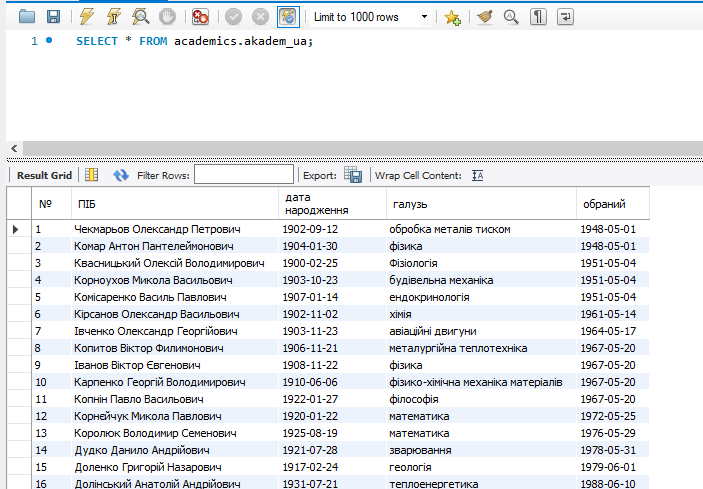 Limit to 1000 rows
1 SELECT * FROM academics.akadem_ua;
Result Grid Filter Rows: Export: Wrap Cell Content:
№ ПІБ дата народження галузь обраний
1 Чекмарьов Олександр Петрович 1902-09-12 обробка металів тиском 1948-05-01
2 Комар Антон Пантелеймонович 1904-01-30 фізика 1948-05-01
3 Квасницький Олексій Володимирович 1900-02-25 Фізіологія 1951-05-04
4 Корноухов Микола Васильович 1903-10-23 будівельна механіка 1951-05-04
5 Комісаренко Василь Павлович 1907-01-14 ендокринологія 1951-05-04
6 Кірсанов Олександр Васильович 1902-11-02 хімія 1961-05-14
7 Івченко Олександр Георгійович 1903-11-23 авіаційні двигуни 1964-05-17
8 Копитов Віктор Филимонович 1906-11-21 металургійна теплотехніка 1967-05-20
9 Іванов Віктор Євгенович 1908-11-22 фізика 1967-05-20
10 Карпенко Георгій Володимирович 1910-06-06 фізико-хімічна механіка матеріалів 1967-05-20
11 Копнін Павло Васильович 1922-01-27 філософія 1967-05-20
12 Корнейчук Микола Павлович 1920-01-22 математика 1972-05-25
13 Королюк Володимир Семенович 1925-08-19 математика 1976-05-29
14 Дудко Данило Андрійович 1921-07-28 зварювання 1978-05-31
15 Доленко Григорій Назарович 1917-02-24 геологія 1979-06-01
16 Долінський Анатолій Андрійович 1931-07-21 теплоенергетика 1988-06-10